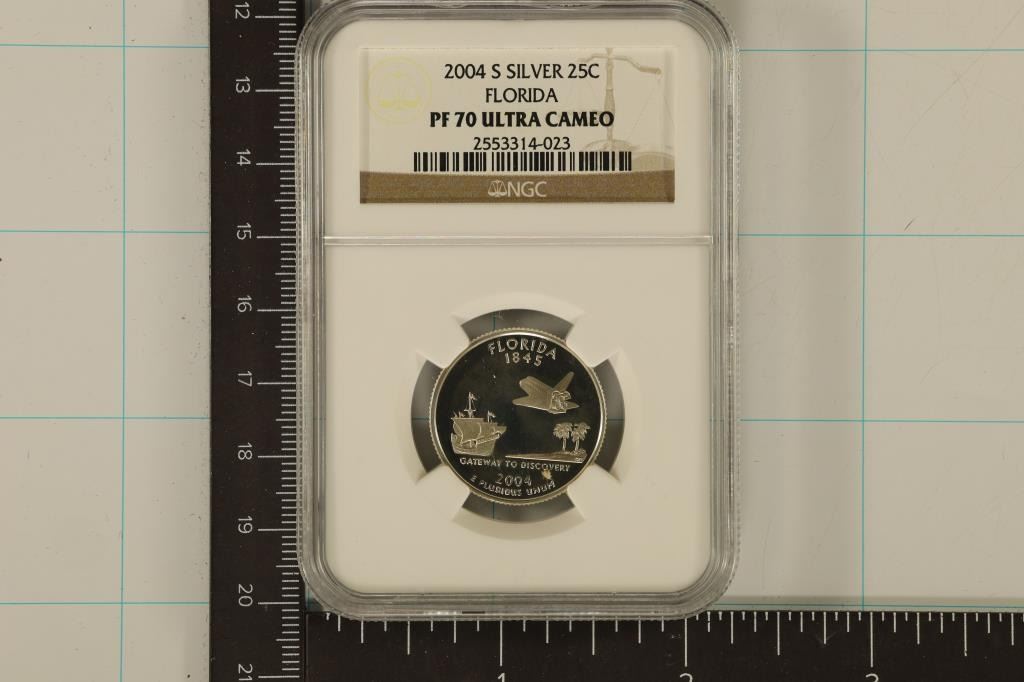 2004 S SILVER 25C
FLORIDA
PF 70 ULTRA CAMEO
2553314-023
NGC
FLORIDA
1845
GATEWAY TO DISCOVERY
2004
E PLURIBUS UNUM
12
13
14
15
16
17
18
19
20
21
1
2
3